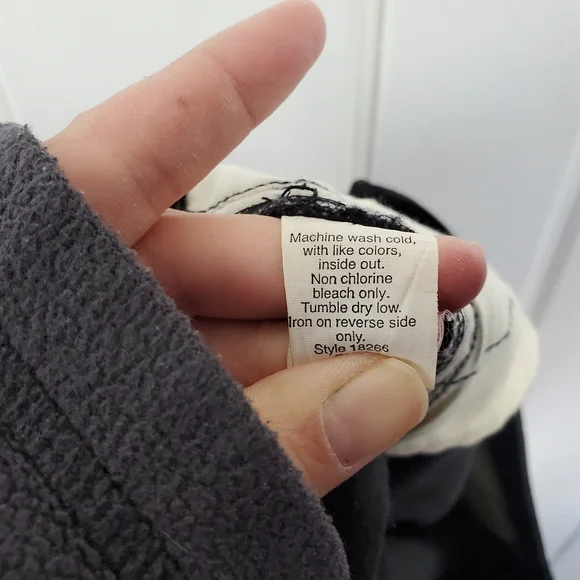 Machine wash cold,
with like colors,
inside out.
Non chlorine
bleach only.
Tumble dry low.
Iron on reverse side
only.
Style 18266